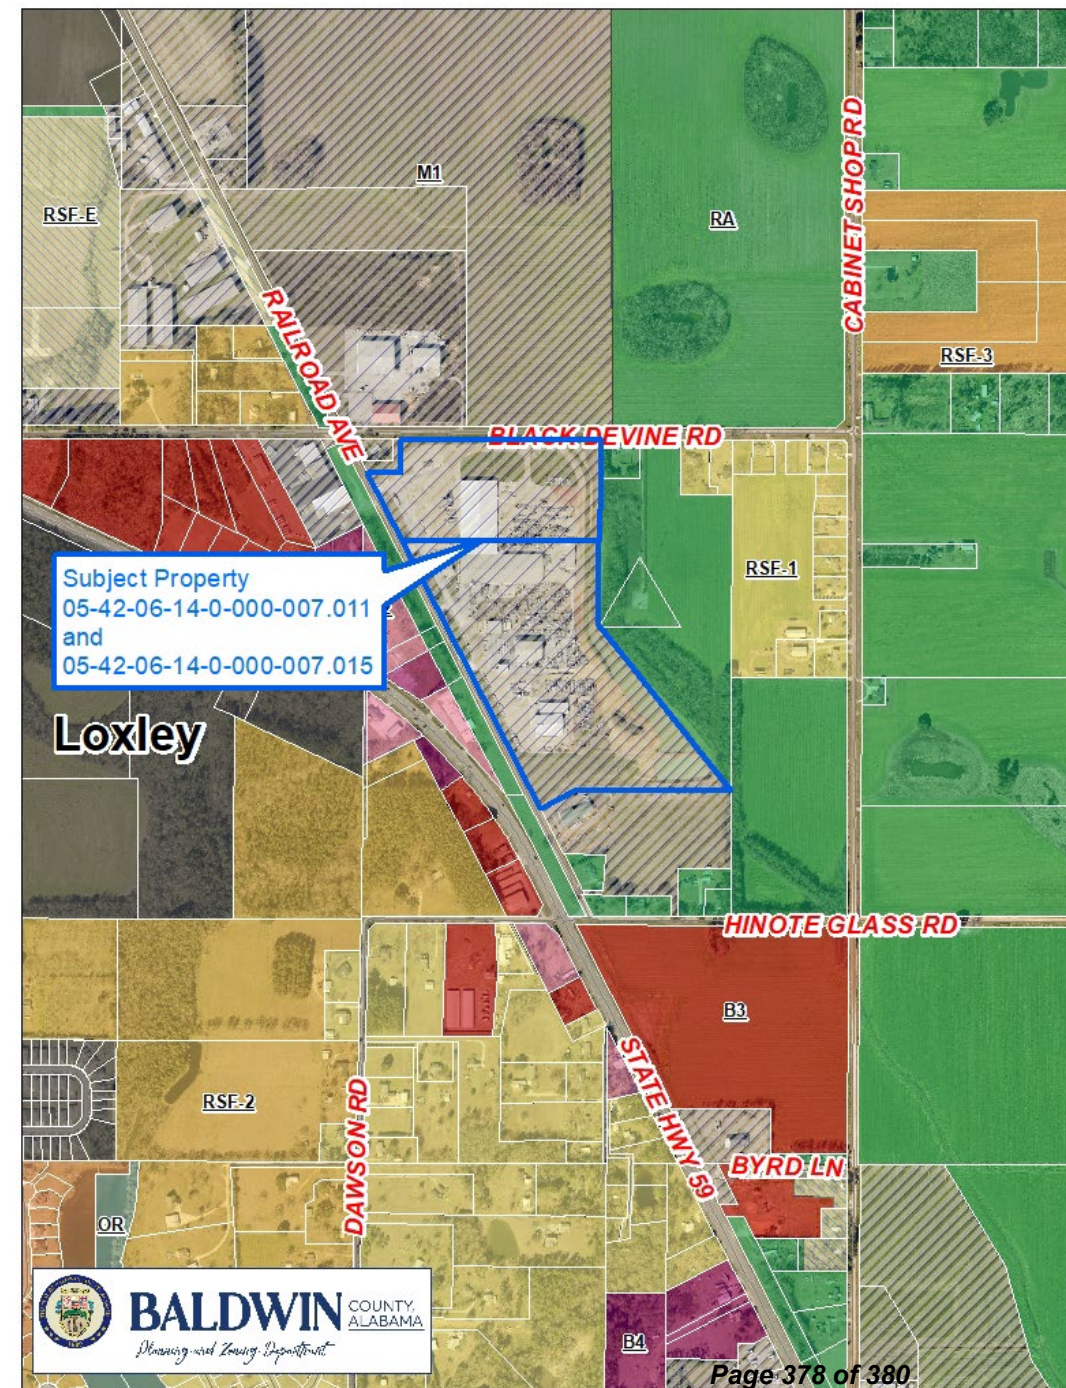 M1
RSF-E
RA
CABINET SHOP RD
RSF-3
RAILROAD AVE
BLACK DEVINE RD
RSF-1
Subject Property
05-42-06-14-0-000-007.011
and
05-42-06-14-0-000-007.015
Loxley
HINOTE GLASS RD
B3
STATE HWY 59
RSF-2
DAWSON RD
BYRD LN
OR
BALDWIN COUNTY, ALABAMA
Planning and Zoning Department
B4
Page 378 of 380